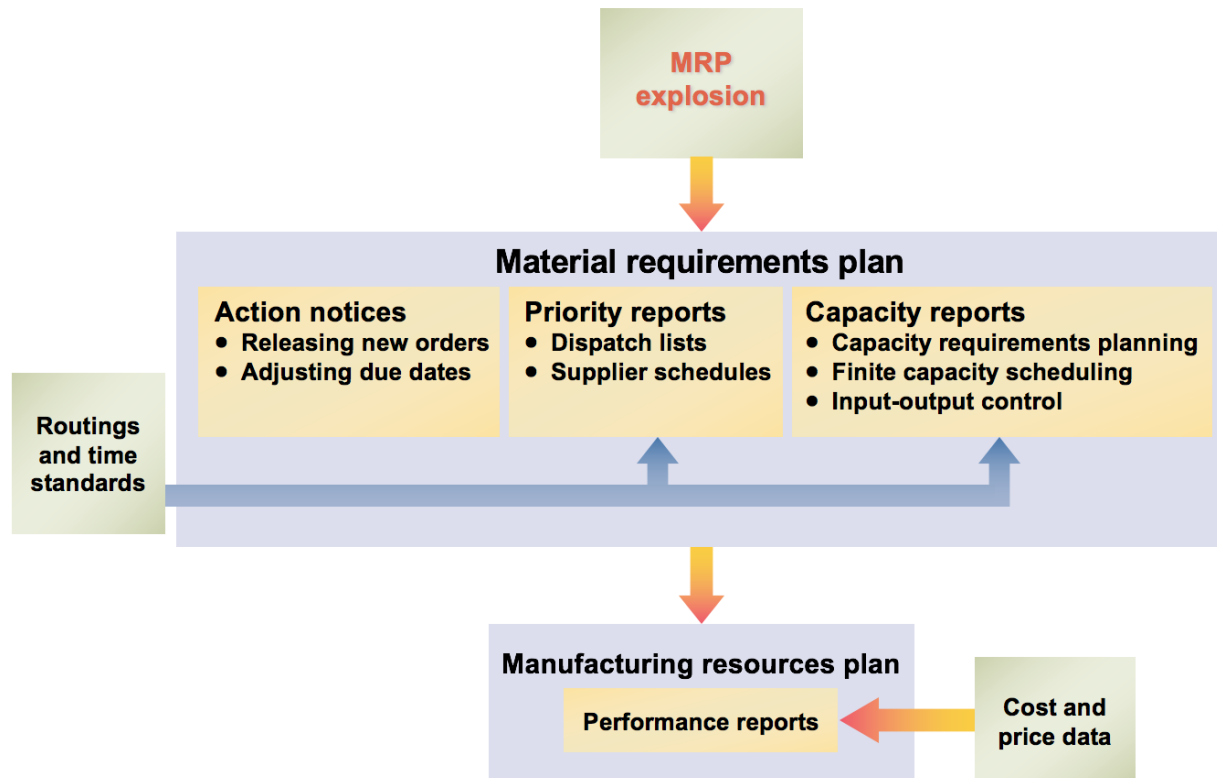 MRP
explosion
Material requirements plan
Action notices
• Releasing new orders
• Adjusting due dates
Priority reports
• Dispatch lists
• Supplier schedules
Capacity reports
• Capacity requirements planning
• Finite capacity scheduling
• Input-output control
Routings
and time
standards
Manufacturing resources plan
Performance reports
Cost and
price data